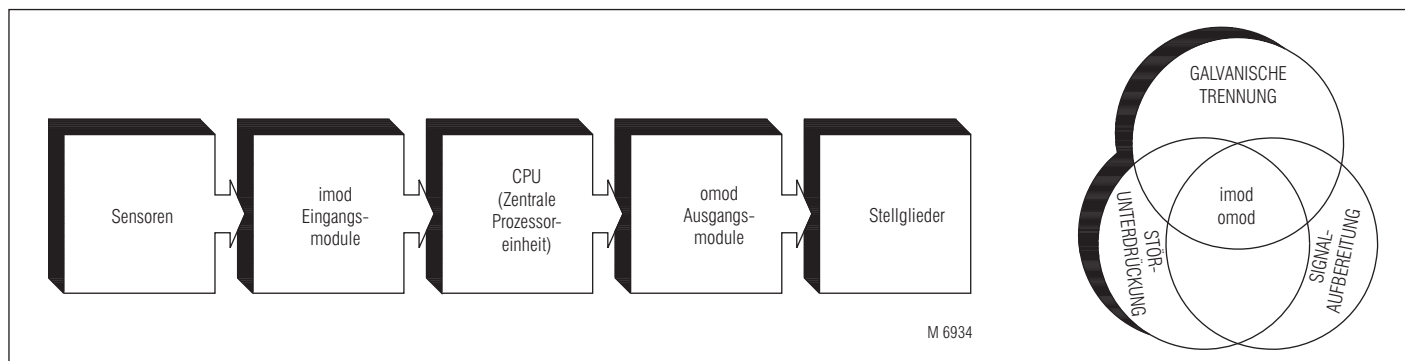 Sensoren
imod
Eingangs-
module
CPU
(Zentrale
Prozessor-
einheit)
omod
Ausgangs-
module
Stellglieder
M 6934
GALVANISCHE
TRENNUNG
imod
omod
STÖR-
UNTERDRÜCKUNG
SIGNAL-
AUFBEREITUNG